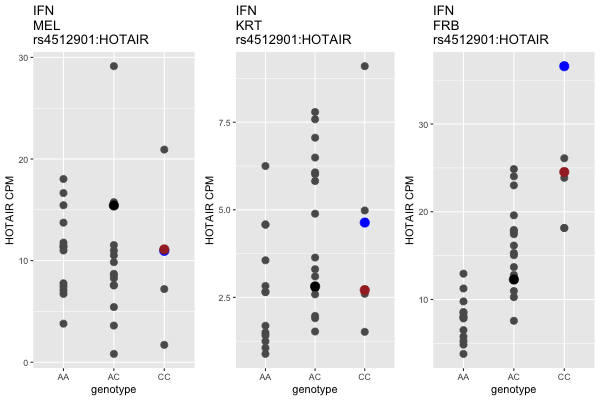 IFN
MEL
rs4512901:HOTAIR
30
20
10
0
HOTAIR CPM
AA
AC
CC
genotype
IFN
KRT
rs4512901:HOTAIR
7.5
5.0
2.5
HOTAIR CPM
AA
AC
CC
genotype
IFN
FRB
rs4512901:HOTAIR
30
20
10
HOTAIR CPM
AA
AC
CC
genotype